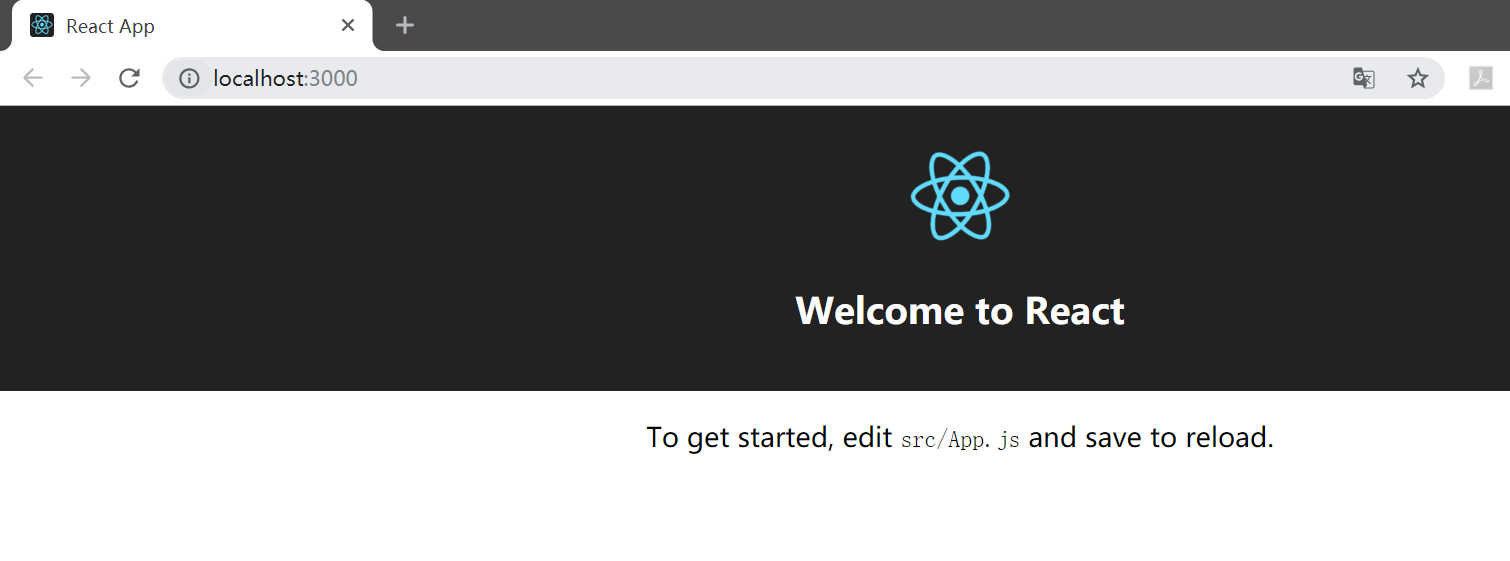 React App
localhost:3000
Welcome to React
To get started, edit src/App.js and save to reload.